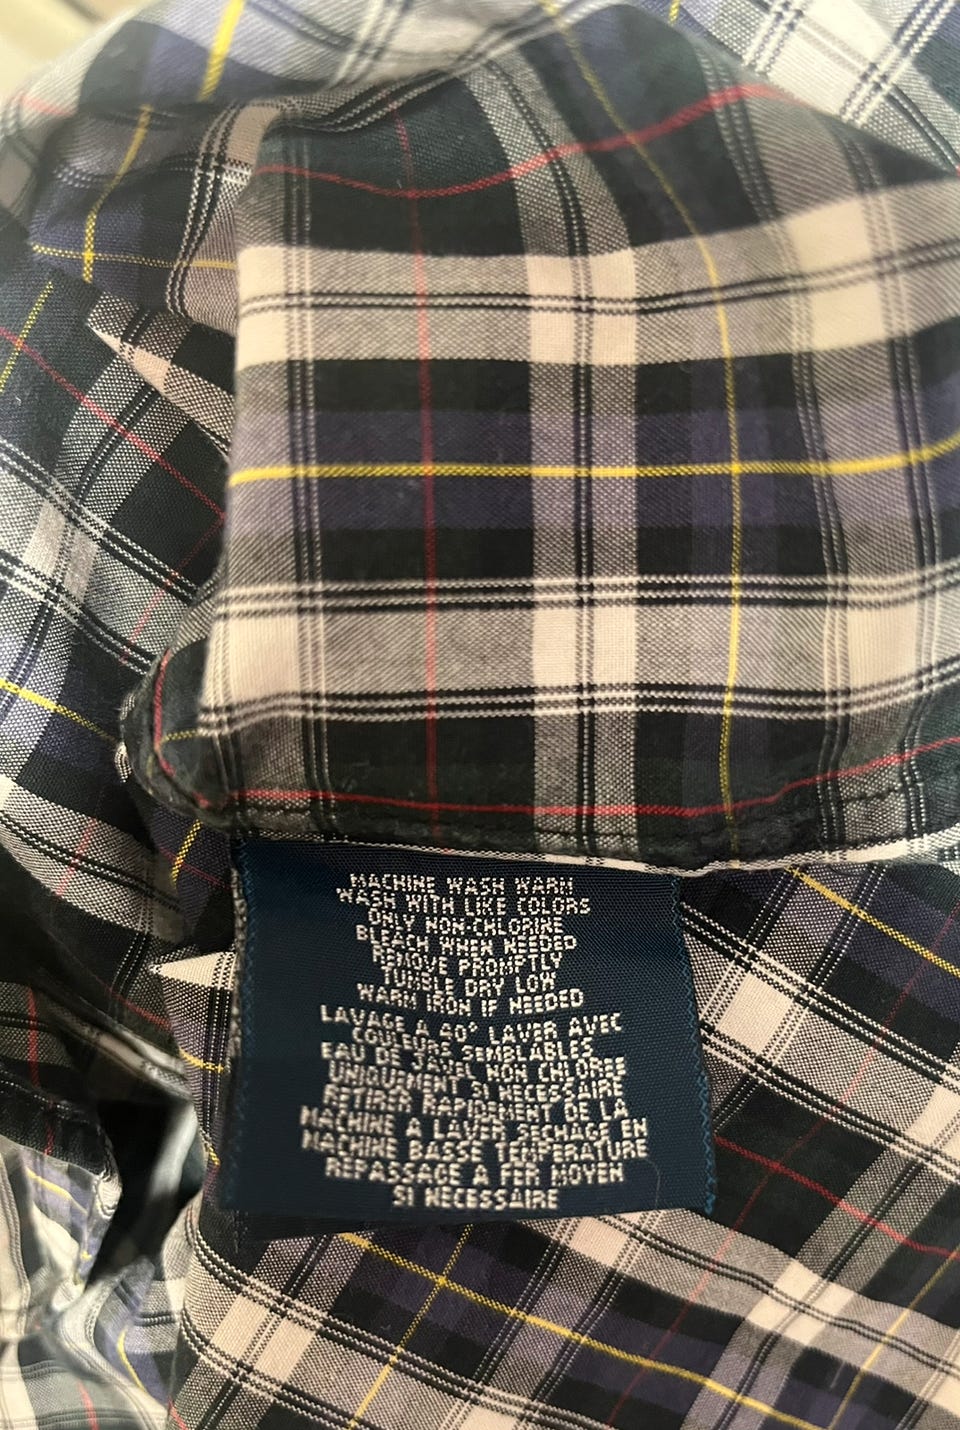 MACHINE WASH WARM
WASH WITH LIKE COLORS
ONLY NON-CHLORINE
BLEACH WHEN NEEDED
REMOVE PROMPTLY
TUMBLE DRY LOW
WARM IRON IF NEEDED
LAVAGE A 40° LAVER AVEC
COULEURS SEMBLABLES
EAU DE JAVAL NON CHLOREE
UNIQUEMENT SI NECESSAIRE
RETIRER RAPIDEMENT DE LA
MACHINE A LAVER SECHAGE EN
MACHINE BASSE TEMPERATURE
REPASSAGE A FER MOYEN
SI NECESSAIRE